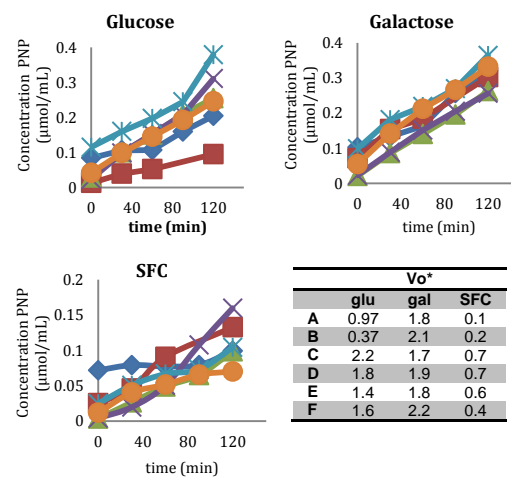 Glucose
Concentration PNP
(µmol/mL)
0.4
0.3
0.2
0.1
0
0 40 80 120
time (min)
Galactose
Concentration PNP
(µmol/mL)
0.4
0.3
0.2
0.1
0
0 40 80 120
time (min)
SFC
Concentration PNP
(µmol/mL)
0.2
0.15
0.1
0.05
0
0 40 80 120
time (min)
Vo*
glu gal SFC
A 0.97 1.8 0.1
B 0.37 2.1 0.2
C 2.2 1.7 0.7
D 1.8 1.9 0.7
E 1.4 1.8 0.6
F 1.6 2.2 0.4